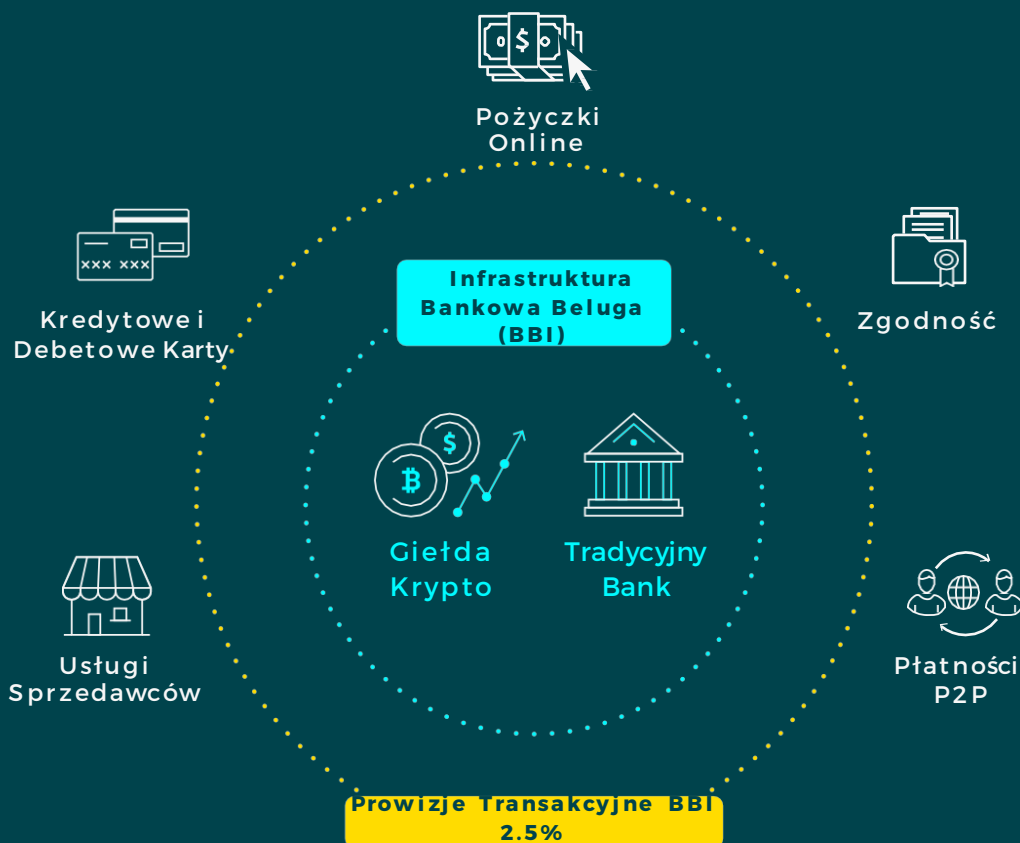 Pożyczki
Online
Kredytowe i
Debetowe Karty
Infrastruktura
Bankowa Beluga
(BBI)
Zgodność
Giełda
Krypto
Tradycyjny
Bank
Usługi
Sprzedawców
Płatności
P2P
Prowizje Transakcyjne BBI
2.5%